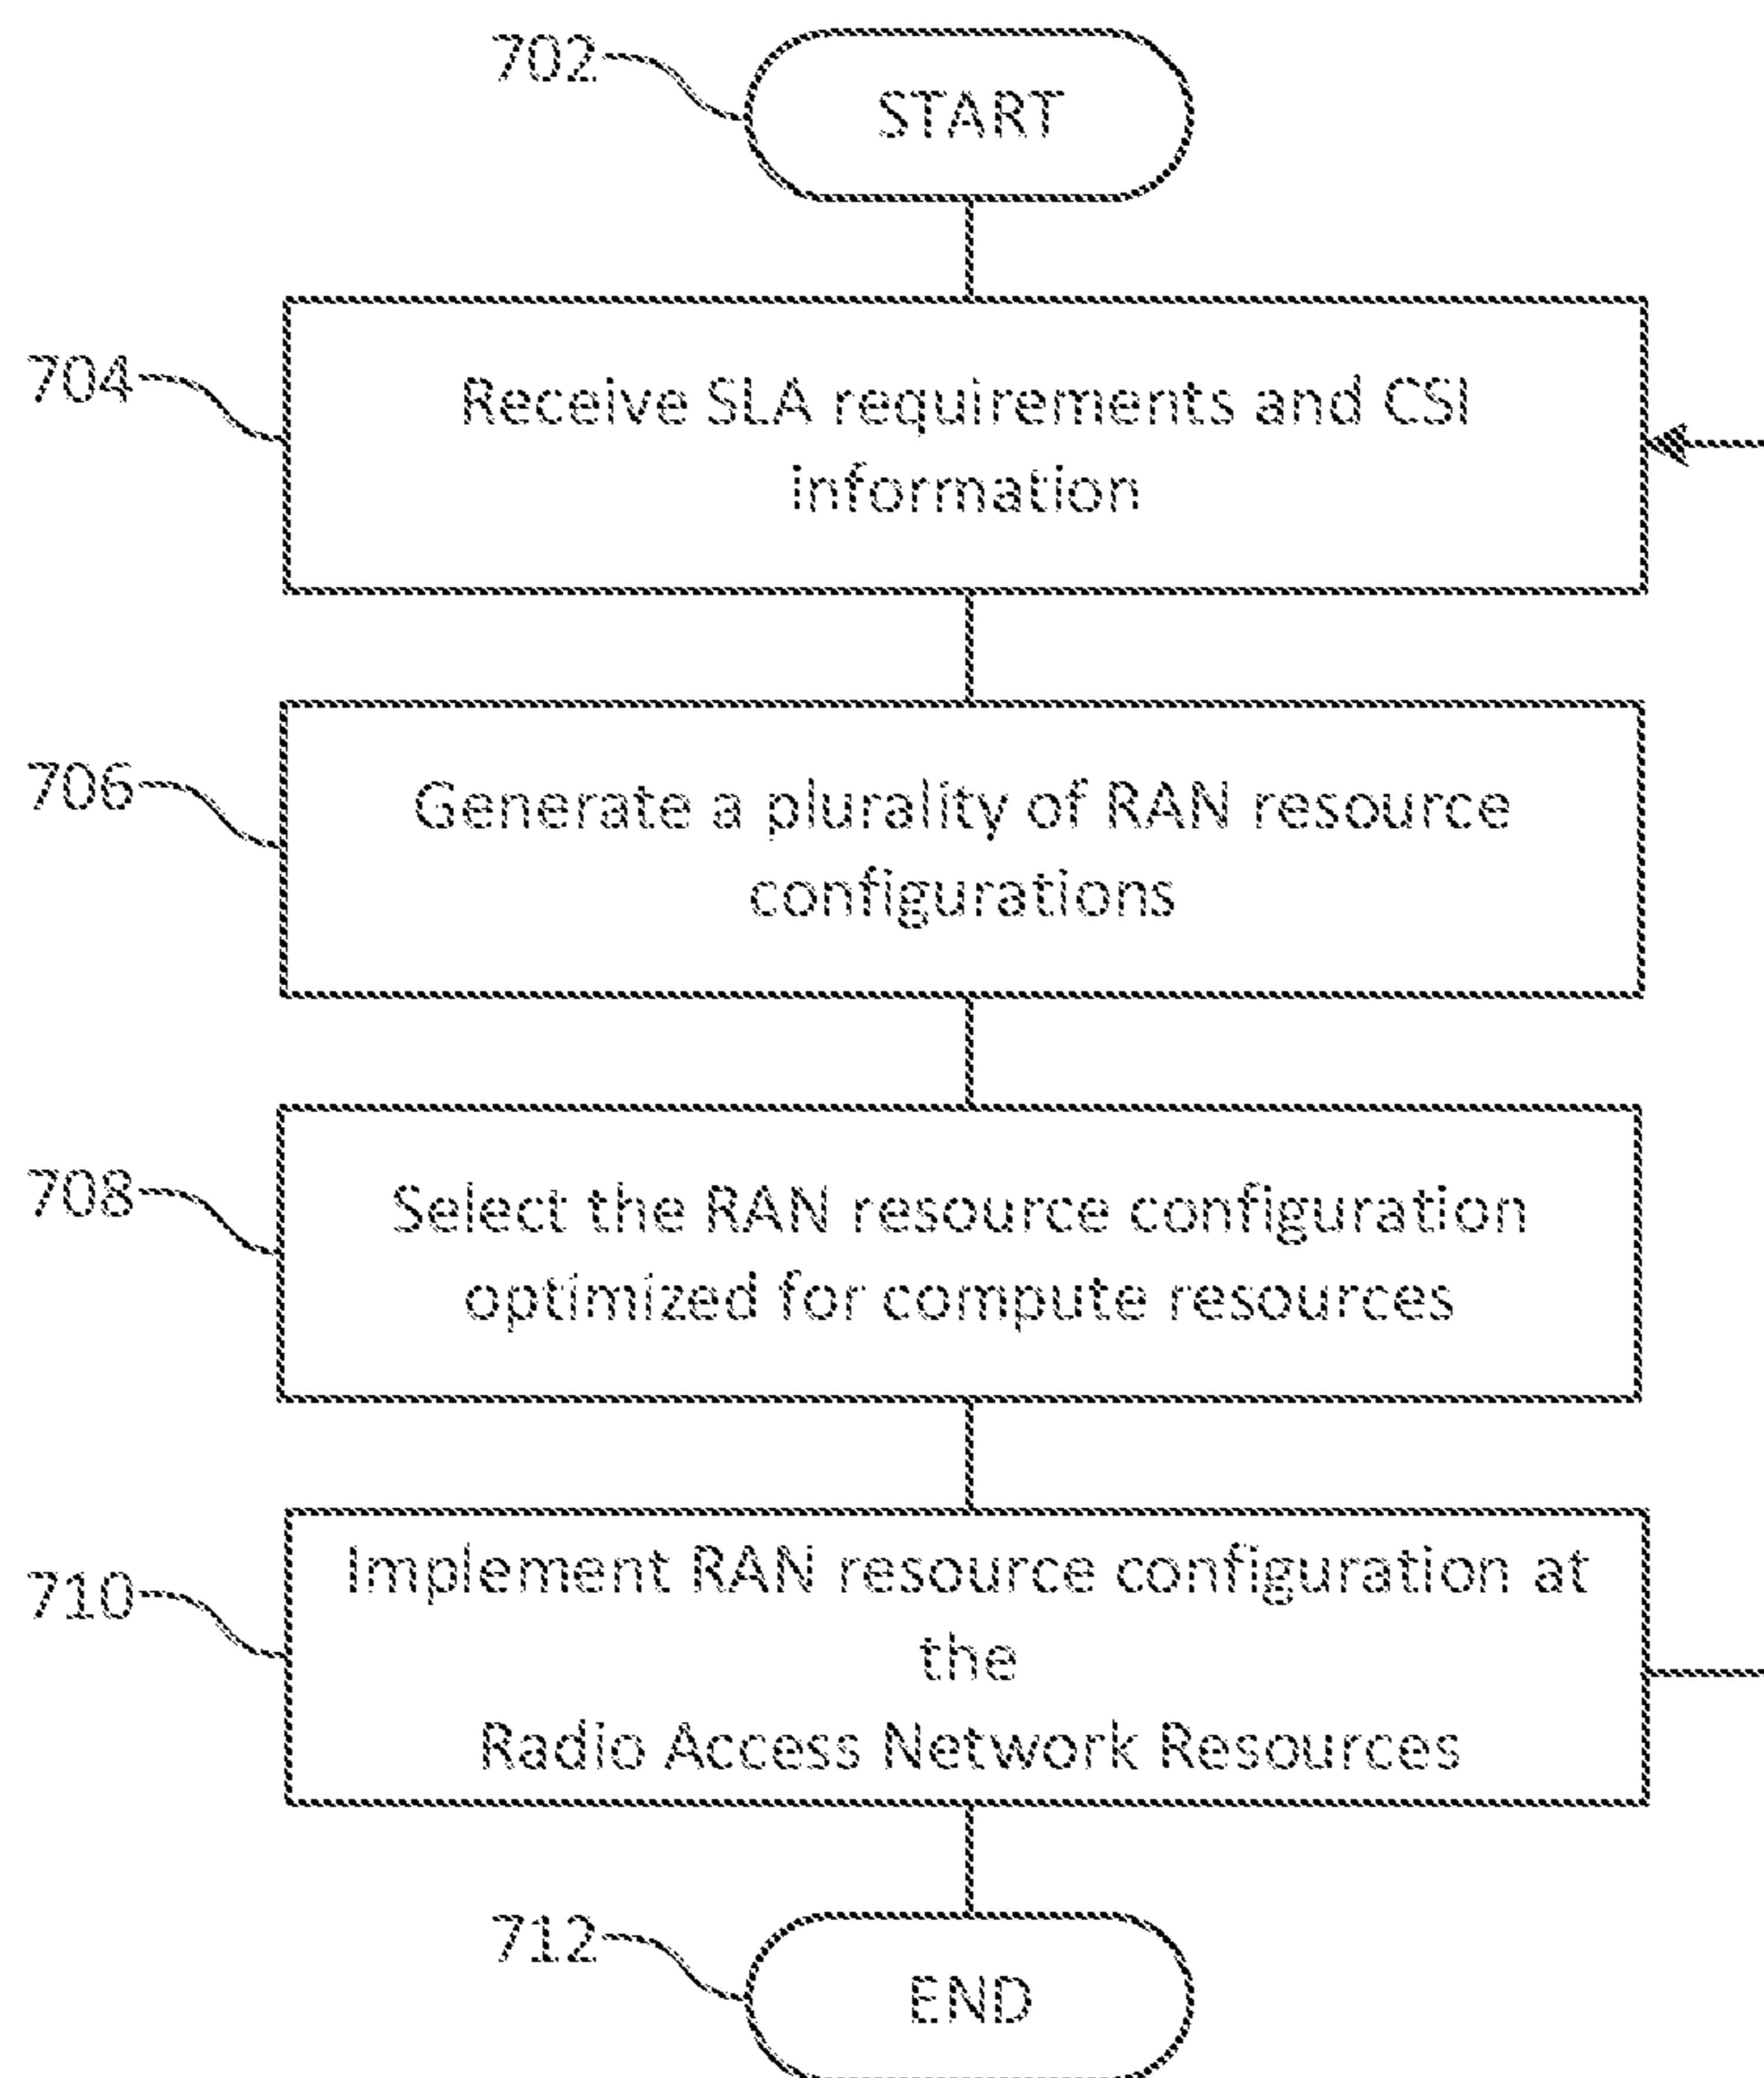 702
START
704
Receive SLA requirements and CSI
information
706
Generate a plurality of RAN resource
configurations
708
Select the RAN resource configuration
optimized for compute resources
710
Implement RAN resource configuration at
the
Radio Access Network Resources
712
END